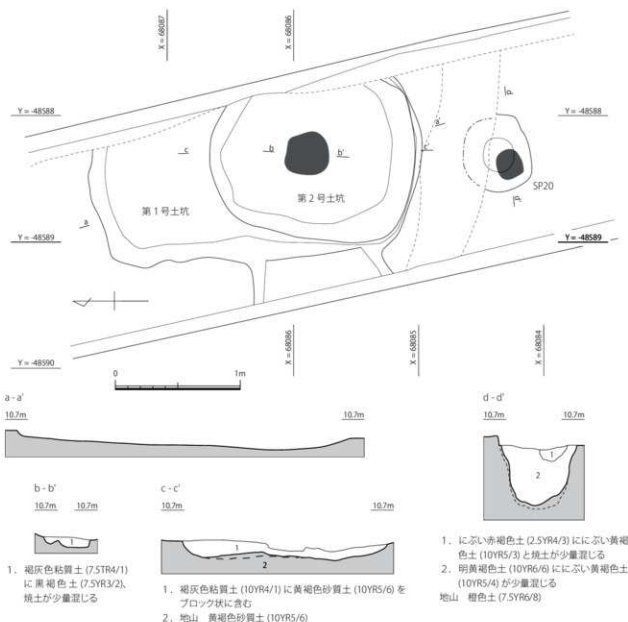 X = 68087
X = 68086
Y = -48588
Y = -48588
d
a'
c
b
b'
c'
d'
SP20
第1号土坑
第2号土坑
a
Y = -48589
Y = -48589
X = 68086
X = 68085
X = 68084
Y = -48590
0
1m
a - a'
10.7m
10.7m
d - d'
10.7m
10.7m
1
2
b - b'
10.7m
10.7m
1
c - c'
10.7m
10.7m
1
2
1. 褐灰色粘質土 (7.5TR4/1)
に黒褐色土 (7.5YR3/2)、
焼土が少量混じる
1. 褐灰色粘質土 (10YR4/1) に黄褐色砂質土 (10YR5/6) を
ブロック状に含む
2. 地山 黄褐色砂質土 (10YR5/6)
1. にぶい赤褐色土 (2.5YR4/3) ににぶい黄褐
色土 (10YR5/3) と焼土が少量混じる
2. 明黄褐色土 (10YR6/6) ににぶい黄褐色土
(10YR5/4) が少量混じる
地山 橙色土 (7.5YR6/8)